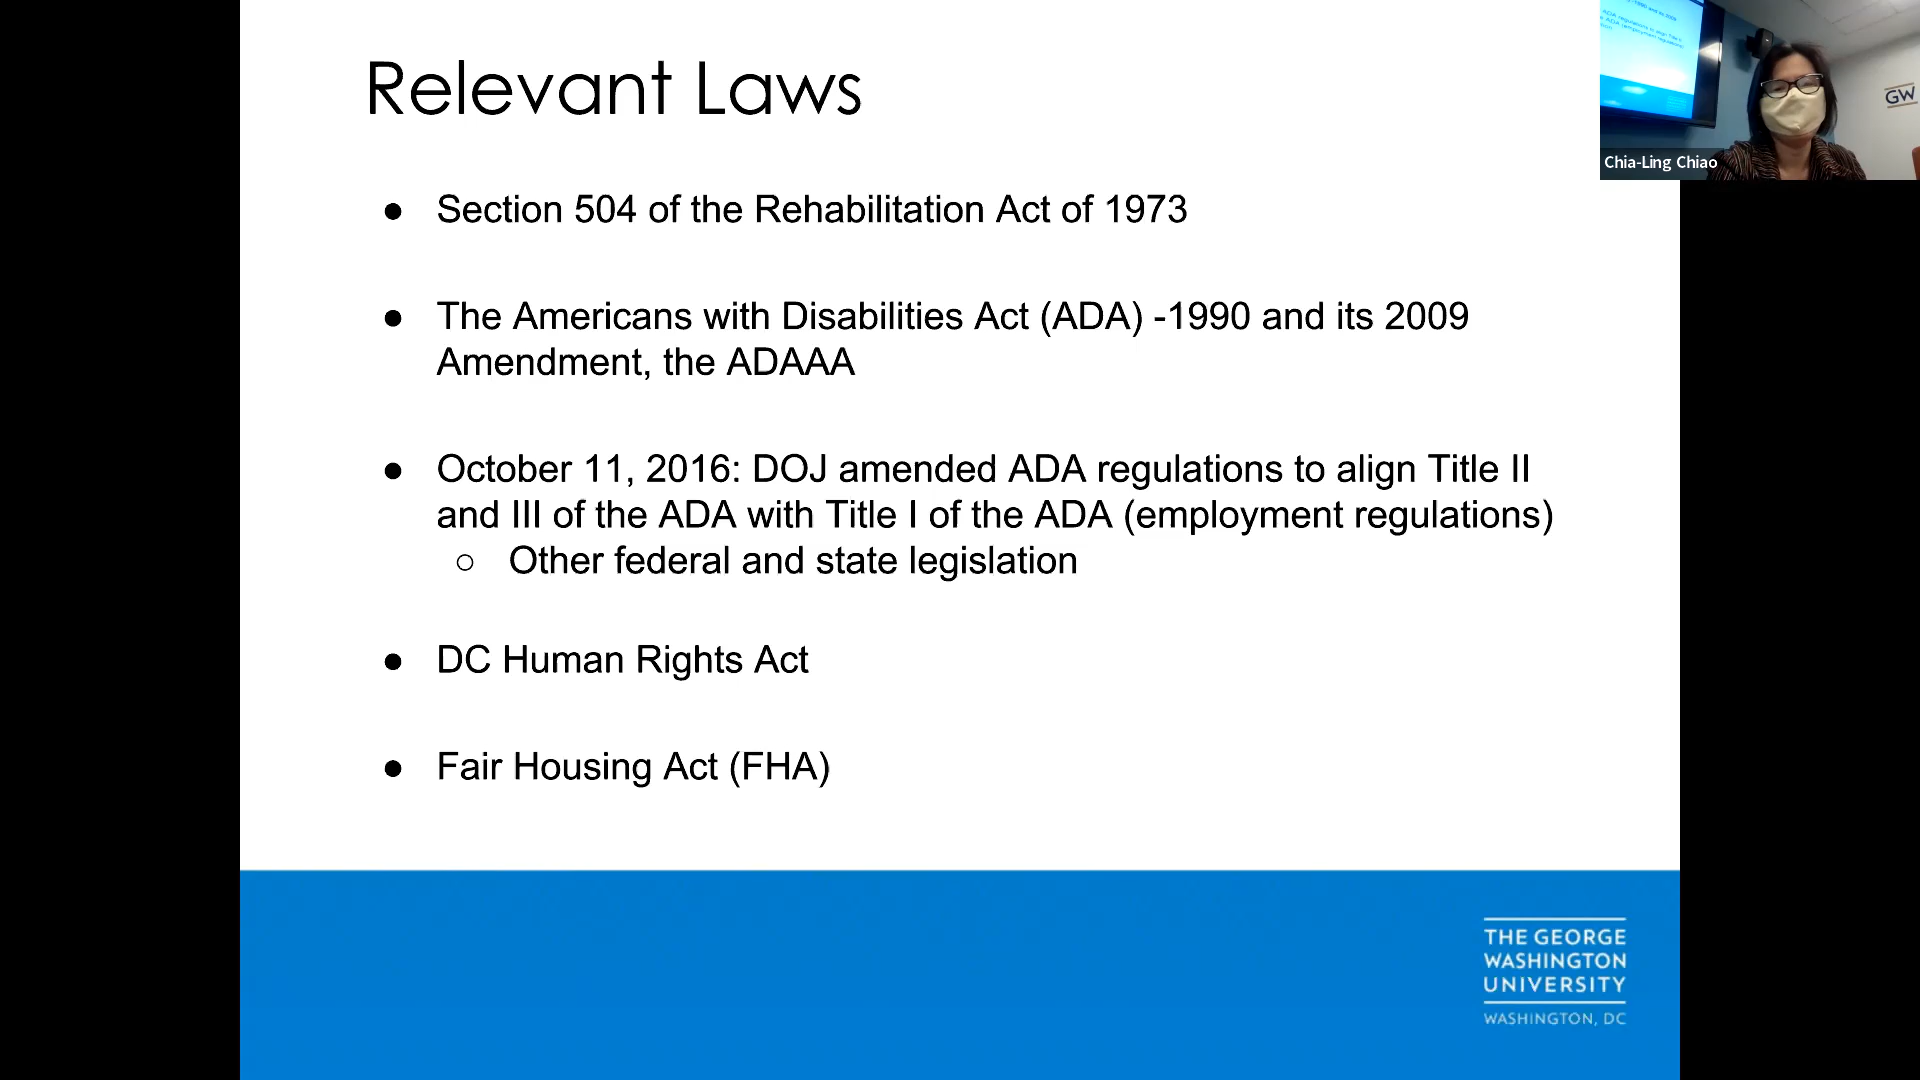 Relevant Laws
● Section 504 of the Rehabilitation Act of 1973
● The Americans with Disabilities Act (ADA) -1990 and its 2009
Amendment, the ADAAA
● October 11, 2016: DOJ amended ADA regulations to align Title II
and III of the ADA with Title I of the ADA (employment regulations)
○ Other federal and state legislation
● DC Human Rights Act
● Fair Housing Act (FHA)
THE GEORGE
WASHINGTON
UNIVERSITY
WASHINGTON, DC
GW
Chia-Ling Chiao